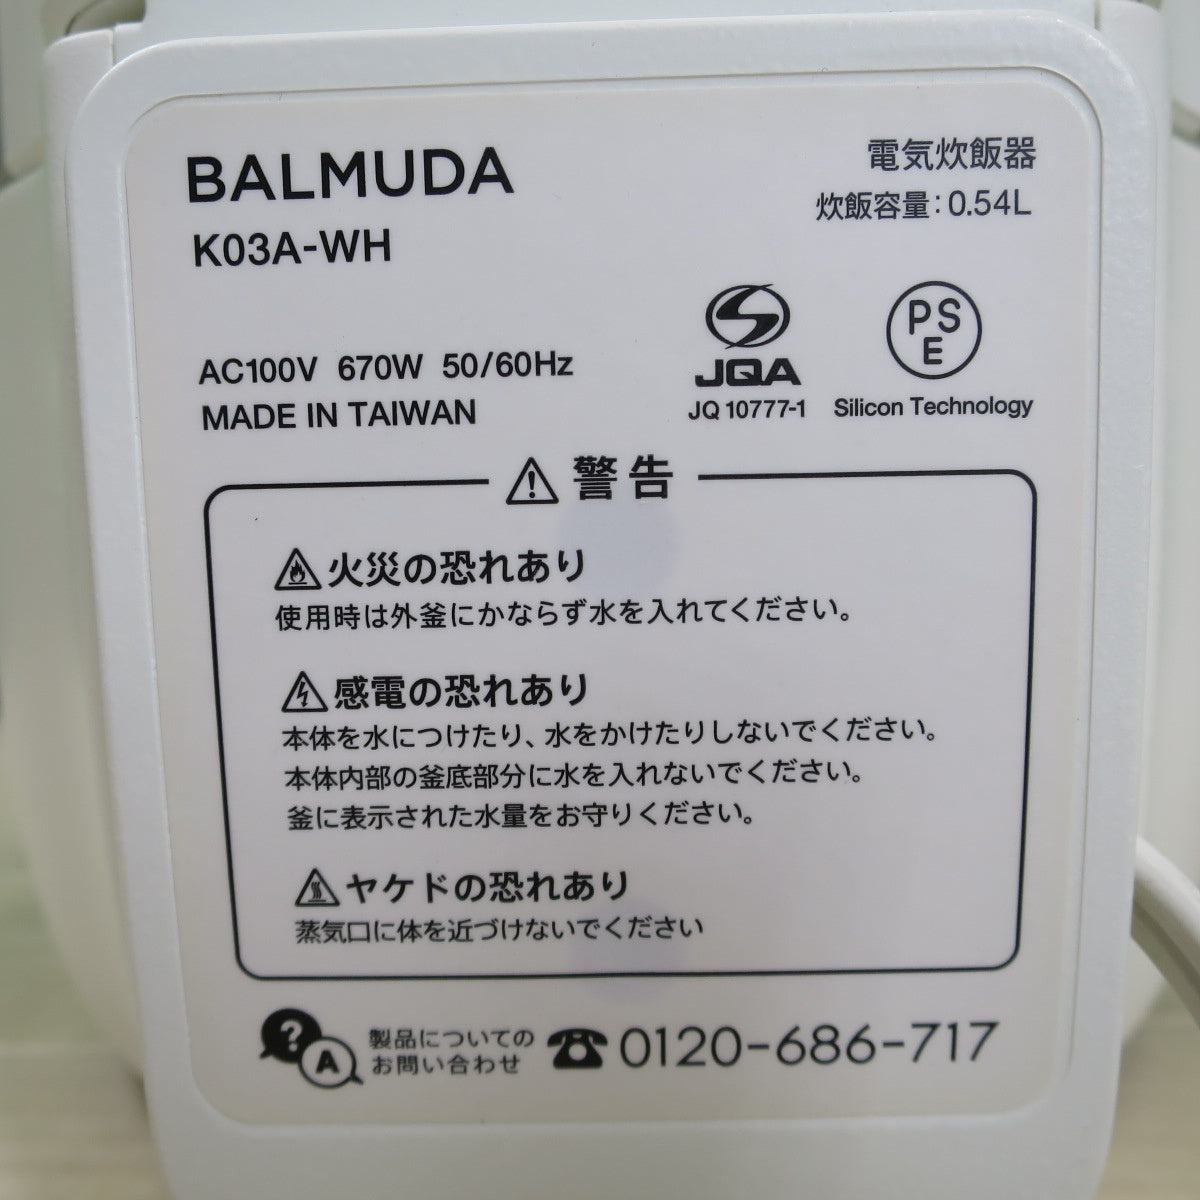 BALMUDA
K03A-WH
電気炊飯器
炊飯容量:0.54L
AC100V 670W 50/60Hz
MADE IN TAIWAN
JQA
JQ 10777-1
PS
E
Silicon Technology
警告
火災の恐れあり
使用時は外釜にかならず水を入れてください。
感電の恐れあり
本体を水につけたり、水をかけたりしないでください。
本体内部の釜底部分に水を入れないでください。
釜に表示された水量をお守りください。
ヤケドの恐れあり
蒸気口に体を近づけないでください
? A
製品についての
お問い合わせ
0120-686-717